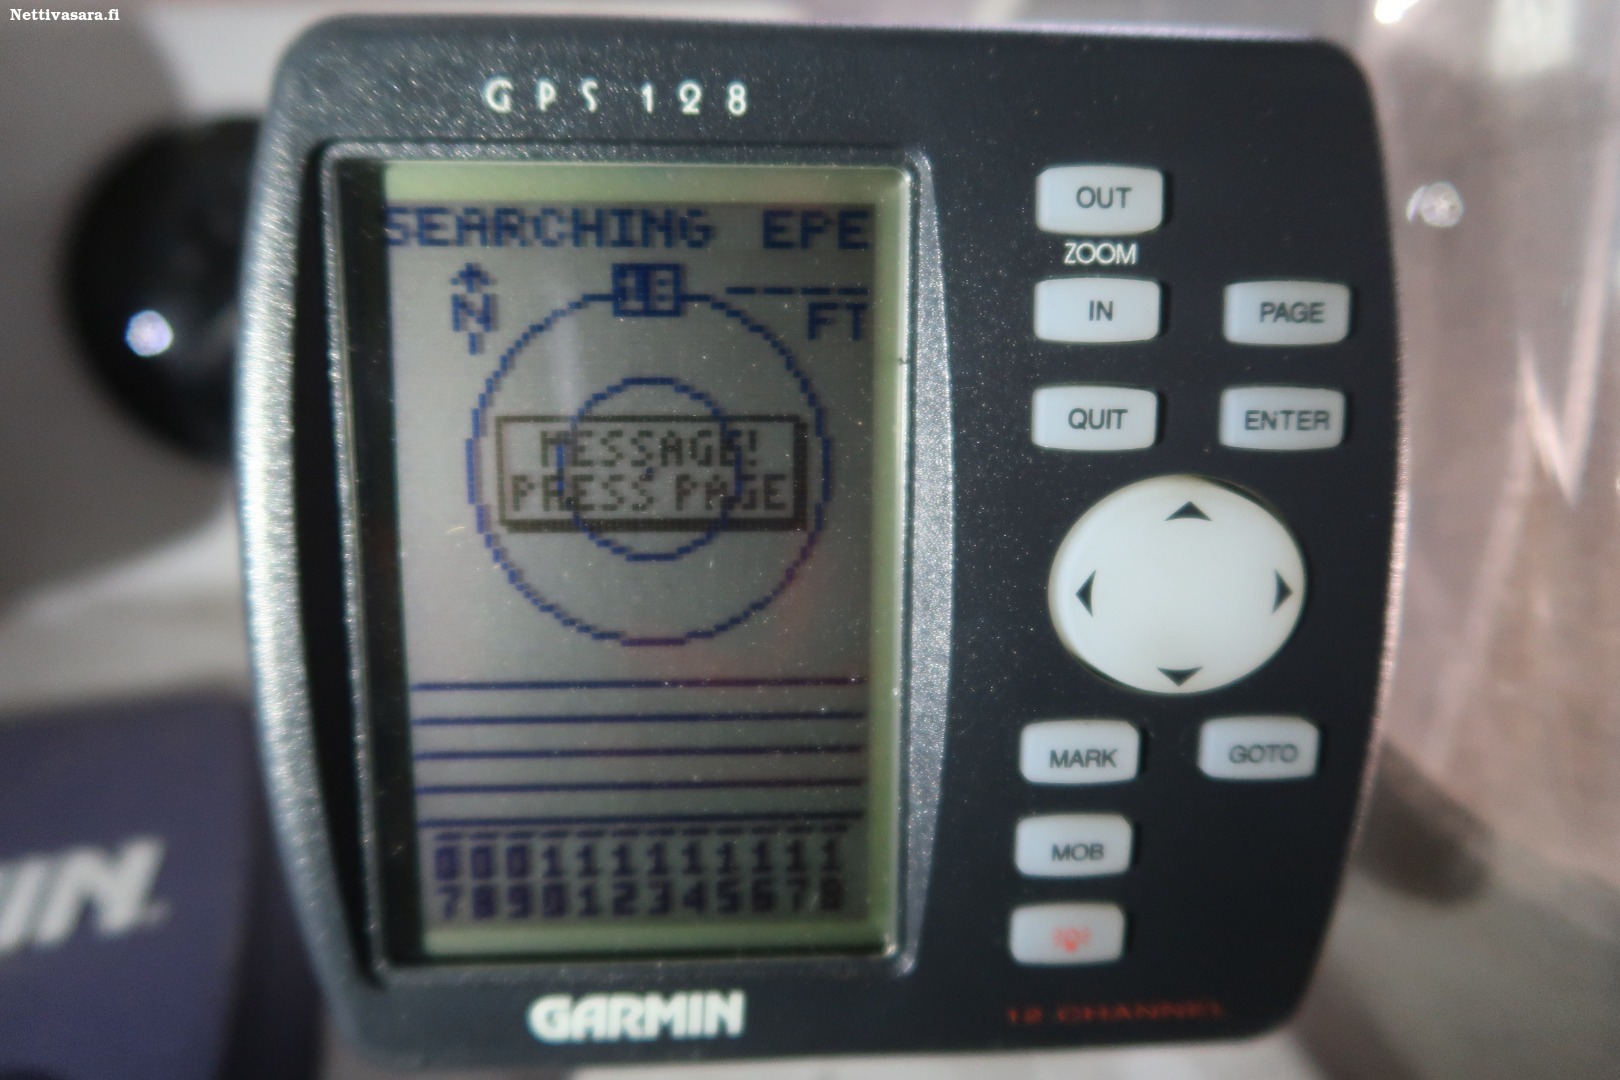 Nettivasara.fi
GPS 128
SEARCHING EPE
N
FT
MESSAGE!
PRESS PAGE
0 0 0 1 1 1 1 1 1 1 1 1
7 8 9 0 1 2 3 4 5 6 7 8
GARMIN
OUT
ZOOM
IN
PAGE
QUIT
ENTER
MARK
GOTO
MOB
12 CHANNEL
IN